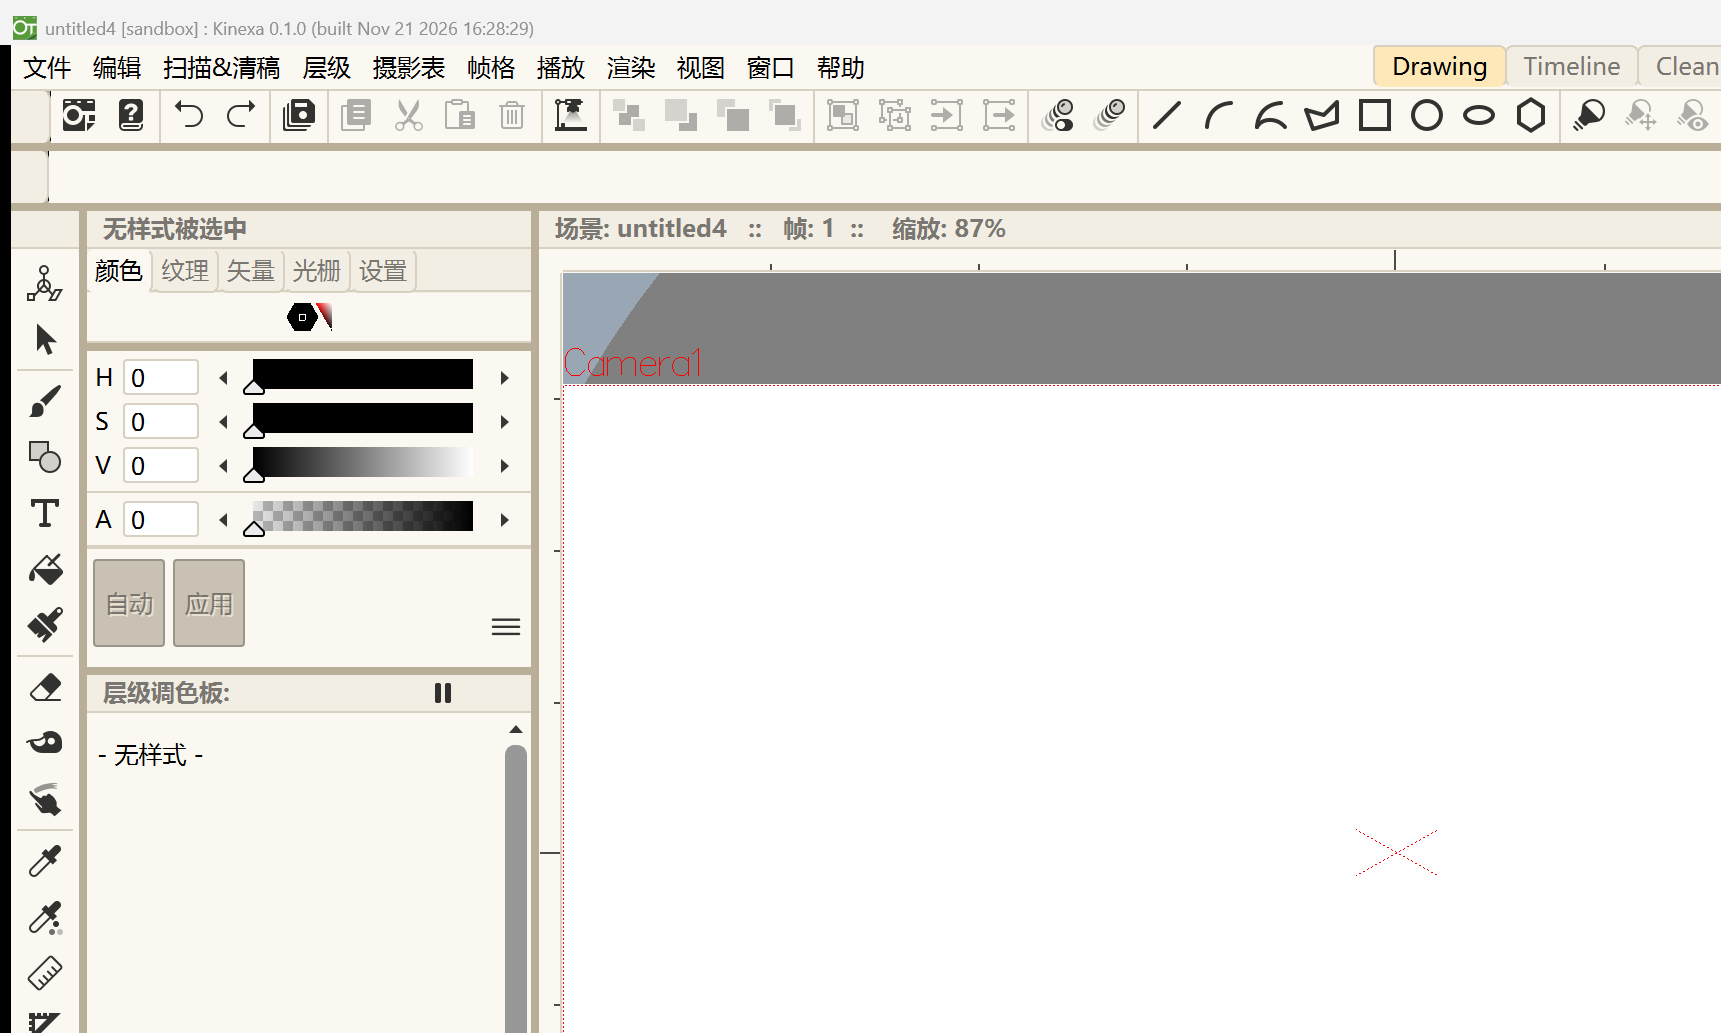 untitled4 [sandbox] : Kinexa 0.1.0 (built Nov 21 2026 16:28:29)
文件 编辑 扫描&清稿 层级 摄影表 帧格 播放 渲染 视图 窗口 帮助
Drawing Timeline Clean
无样式被选中
场景: untitled4 :: 帧: 1 :: 缩放: 87%
颜色 纹理 矢量 光栅 设置
Camera1
H 0
S 0
V 0
A 0
自动 应用
层级调色板:
- 无样式 -